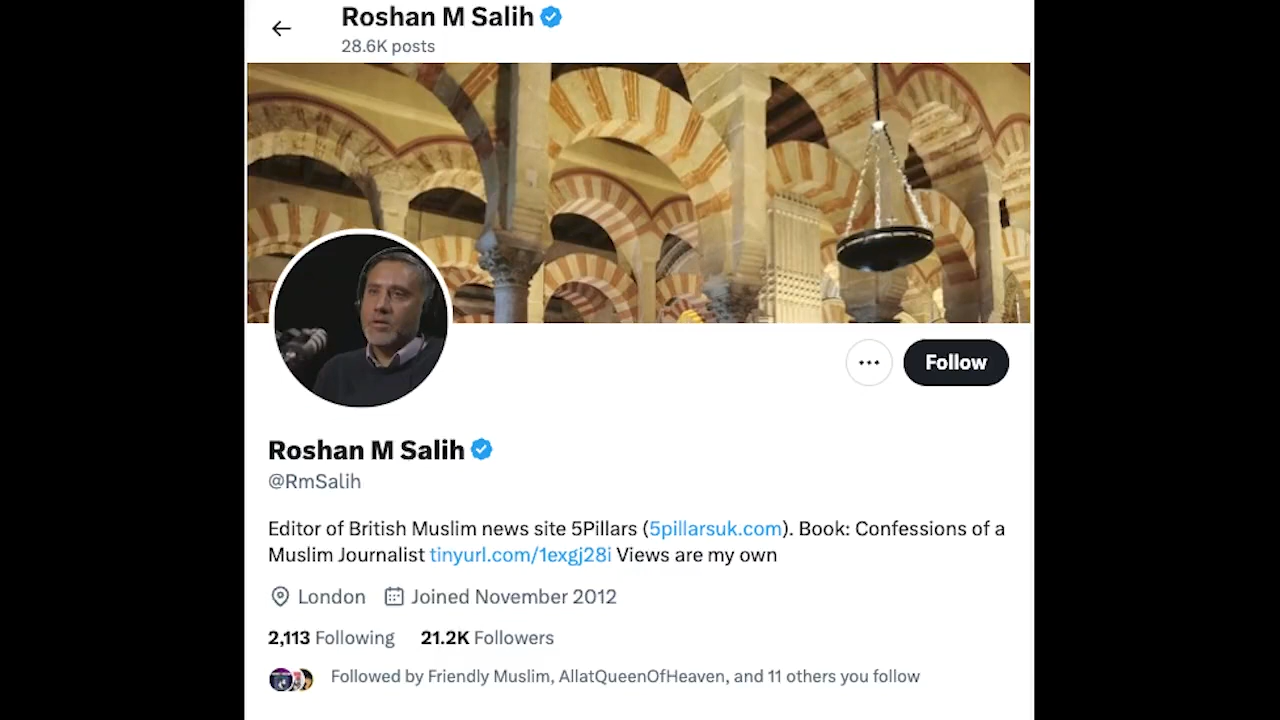 Roshan M Salih
28.6K posts
Follow
Roshan M Salih
@RmSalih
Editor of British Muslim news site 5Pillars (5pillarsuk.com). Book: Confessions of a
Muslim Journalist tinyurl.com/1exgj28i Views are my own
London Joined November 2012
2,113 Following 21.2K Followers
Followed by Friendly Muslim, AllatQueenOfHeaven, and 11 others you follow